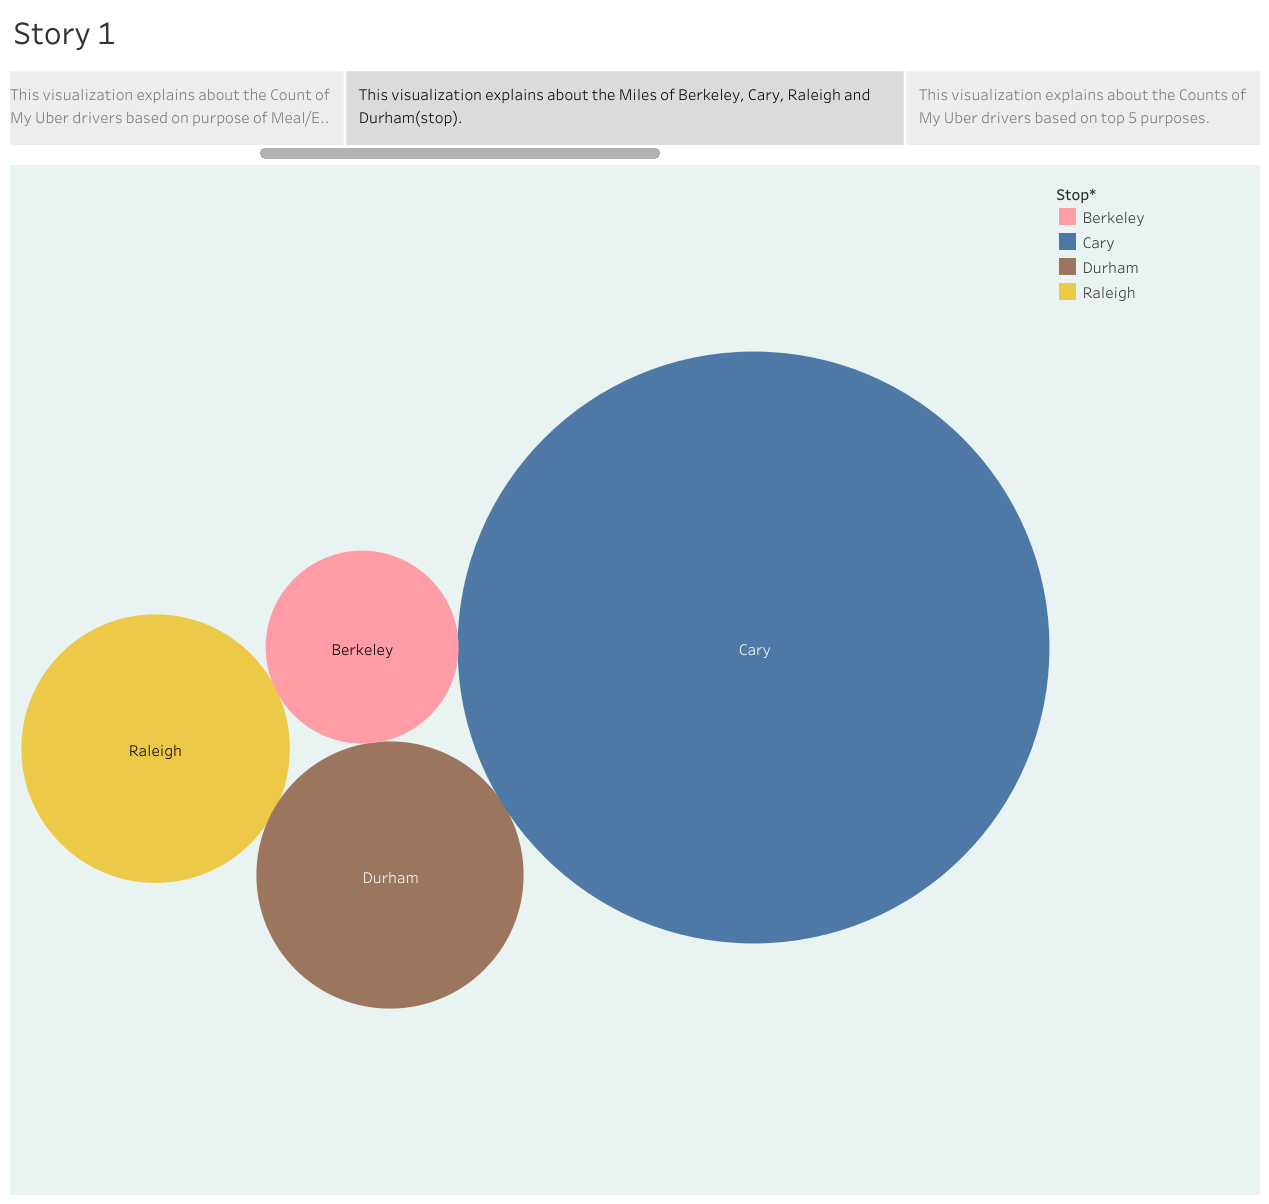 Story 1
This visualization explains about the Count of
My Uber drivers based on purpose of Meal/E..
This visualization explains about the Miles of Berkeley, Cary, Raleigh and
Durham(stop).
This visualization explains about the Counts of
My Uber drivers based on top 5 purposes.
Stop*
Berkeley
Cary
Durham
Raleigh
Berkeley
Cary
Raleigh
Durham